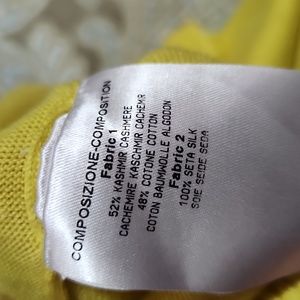 COMPOSIZIONE-COMPOSITION
Fabric 1
52% KASHMIR CASHMERE
CACHEMIRE KASCHMIR CACHEMIR
48% COTONE COTTON
COTON BAUMWOLLE ALGODON
Fabric 2
100% SETA SILK
SOIE SEIDE SEDA